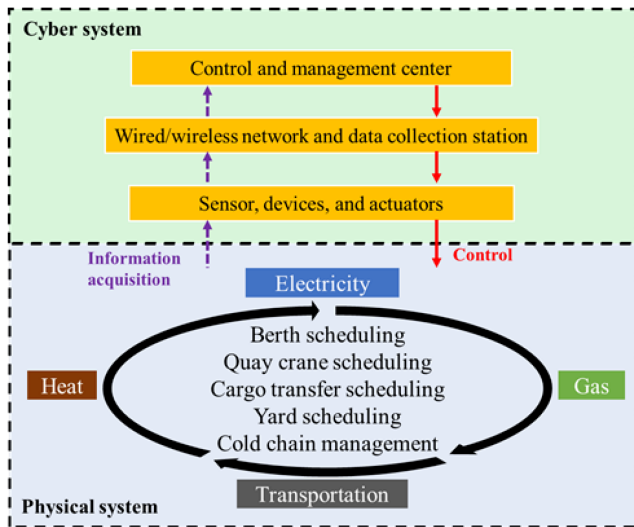 Cyber system
Control and management center
Wired/wireless network and data collection station
Sensor, devices, and actuators
Information
acquisition
Control
Electricity
Berth scheduling
Quay crane scheduling
Heat
Cargo transfer scheduling
Gas
Yard scheduling
Cold chain management
Transportation
Physical system